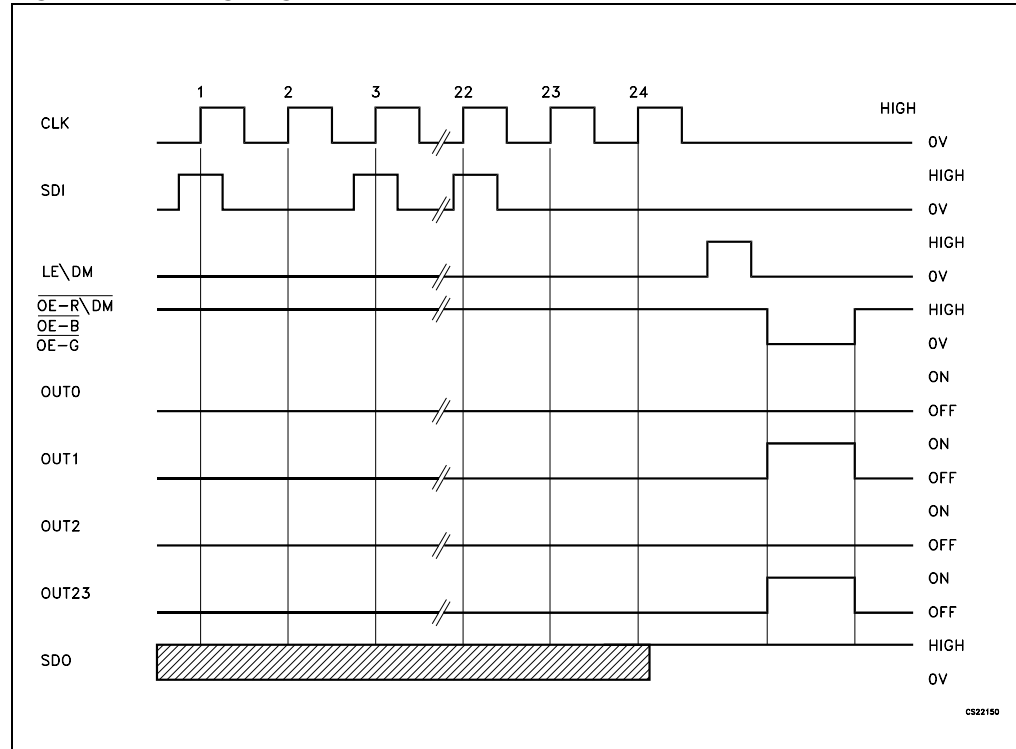 1 2 3 22 23 24
CLK
HIGH
0V
SDI
HIGH
0V
LE\DM
HIGH
0V
OE-R\DM
OE-B
OE-G
HIGH
0V
OUT0
ON
OFF
OUT1
ON
OFF
OUT2
ON
OFF
OUT23
ON
OFF
SDO
HIGH
0V
CS22150